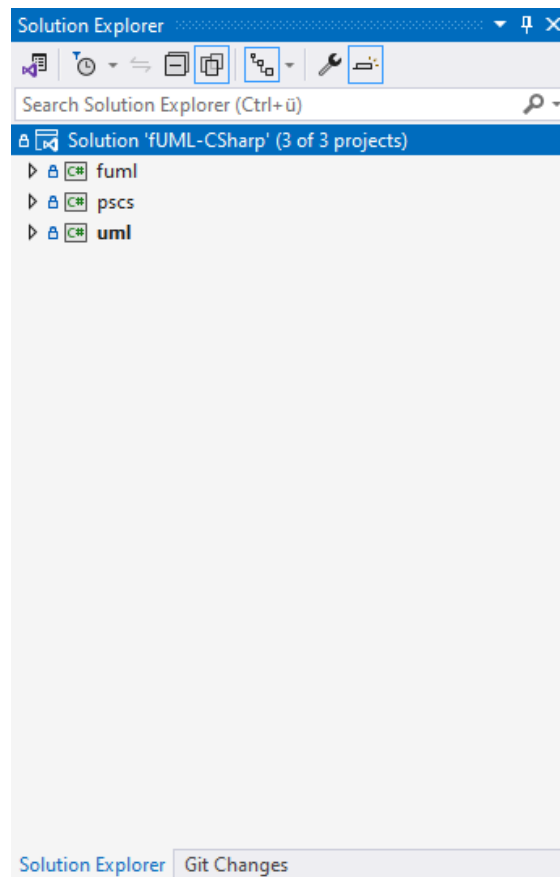 Solution Explorer
Search Solution Explorer (Ctrl+ü)
Solution 'fUML-CSharp' (3 of 3 projects)
C# fuml
C# pscs
C# uml
Solution Explorer Git Changes